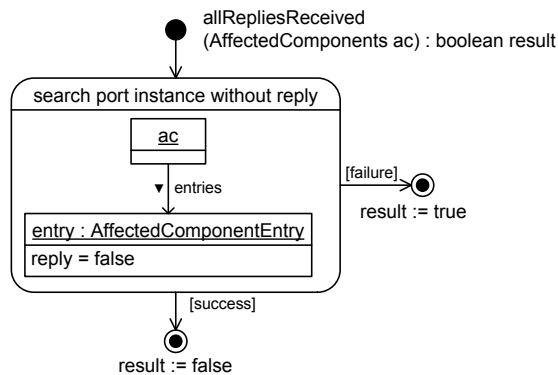 allRepliesReceived
(AffectedComponents ac) : boolean result
search port instance without reply
ac
[failure]
▼ entries
result := true
entry : AffectedComponentEntry
reply = false
[success]
result := false